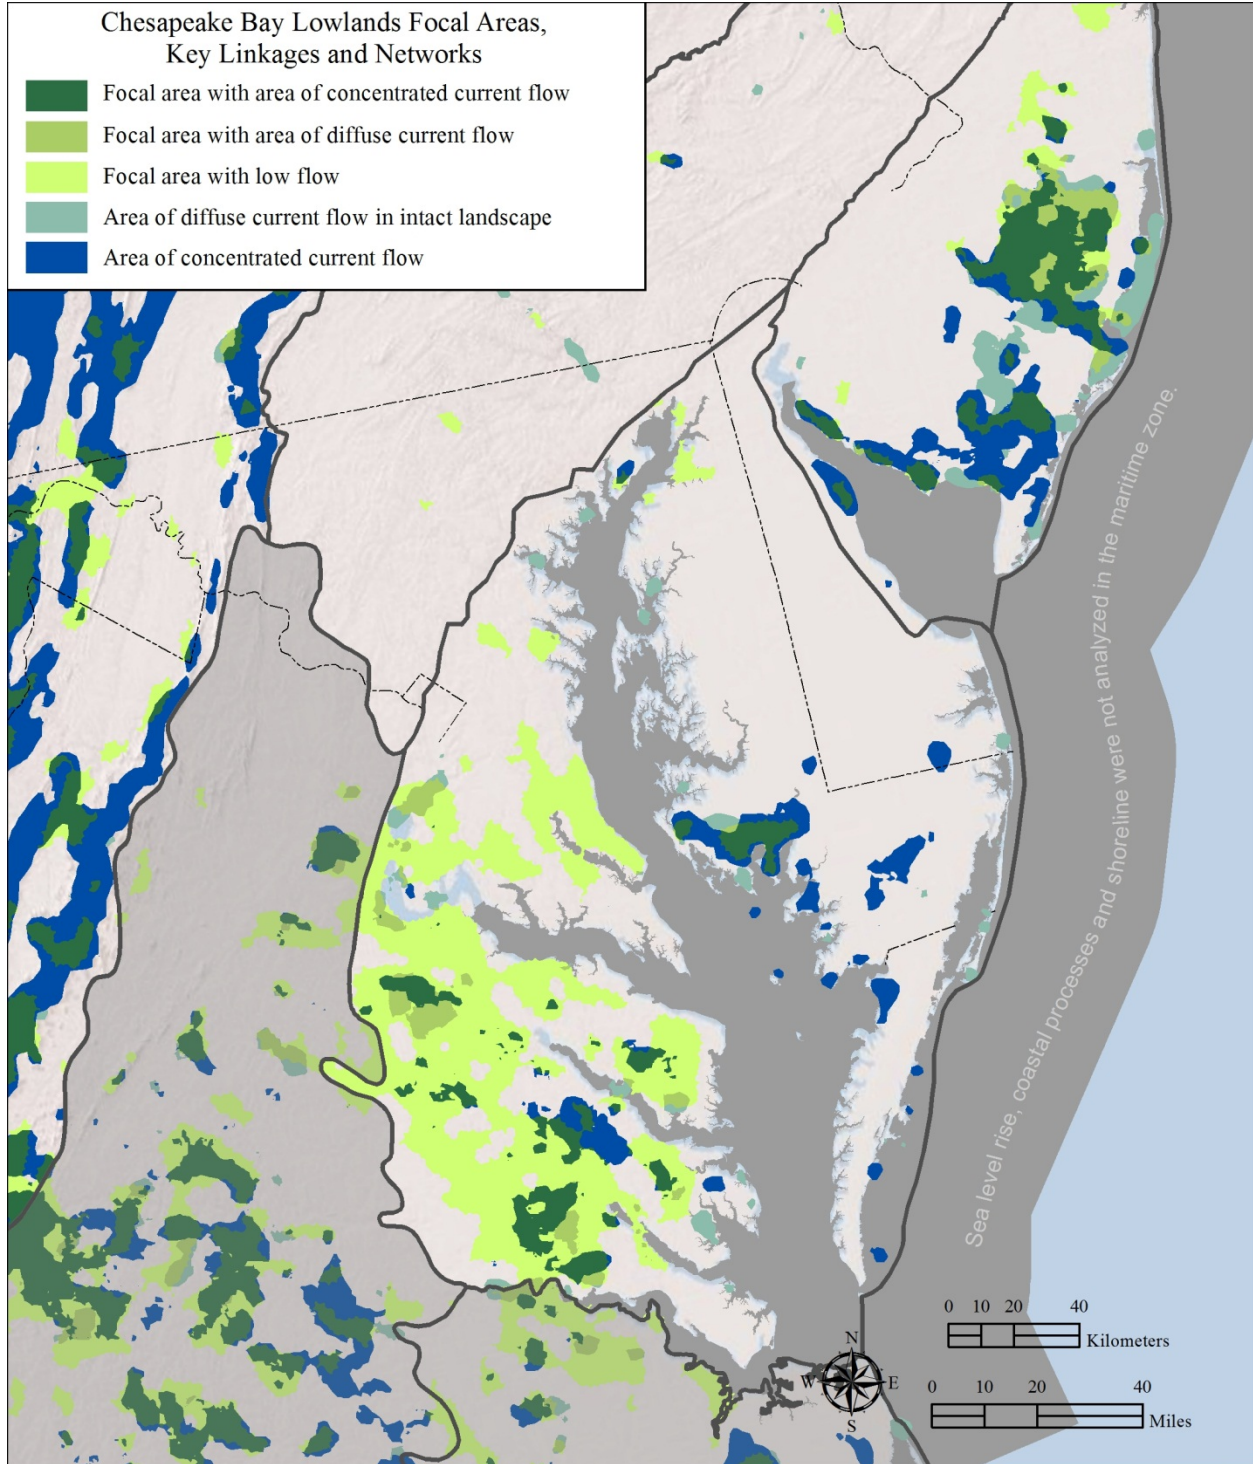 Chesapeake Bay Lowlands Focal Areas,
Key Linkages and Networks
Focal area with area of concentrated current flow
Focal area with area of diffuse current flow
Focal area with low flow
Area of diffuse current flow in intact landscape
Area of concentrated current flow
Sea level rise, coastal processes and shoreline were not analyzed in the maritime zone.
0 10 20 40
Kilometers
N
W E
S
0 10 20 40
Miles